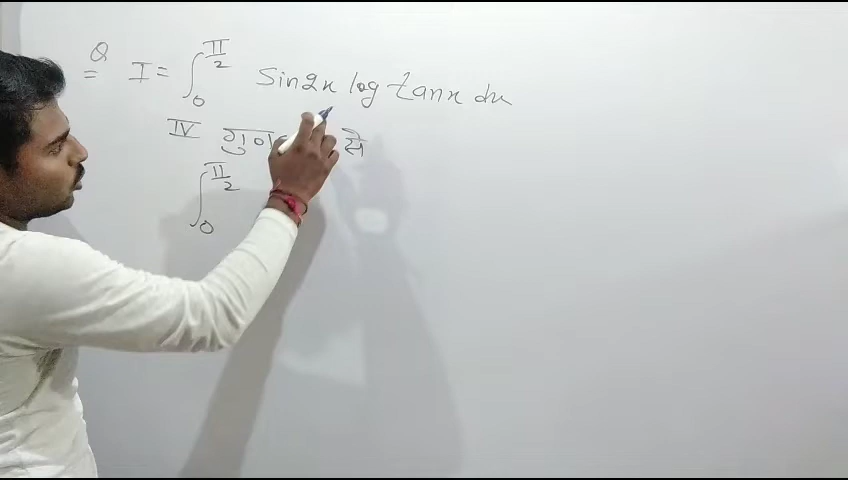 Q I = ∫₀^π/2 sin2x log tanx dx
IV से
∫₀^π/2